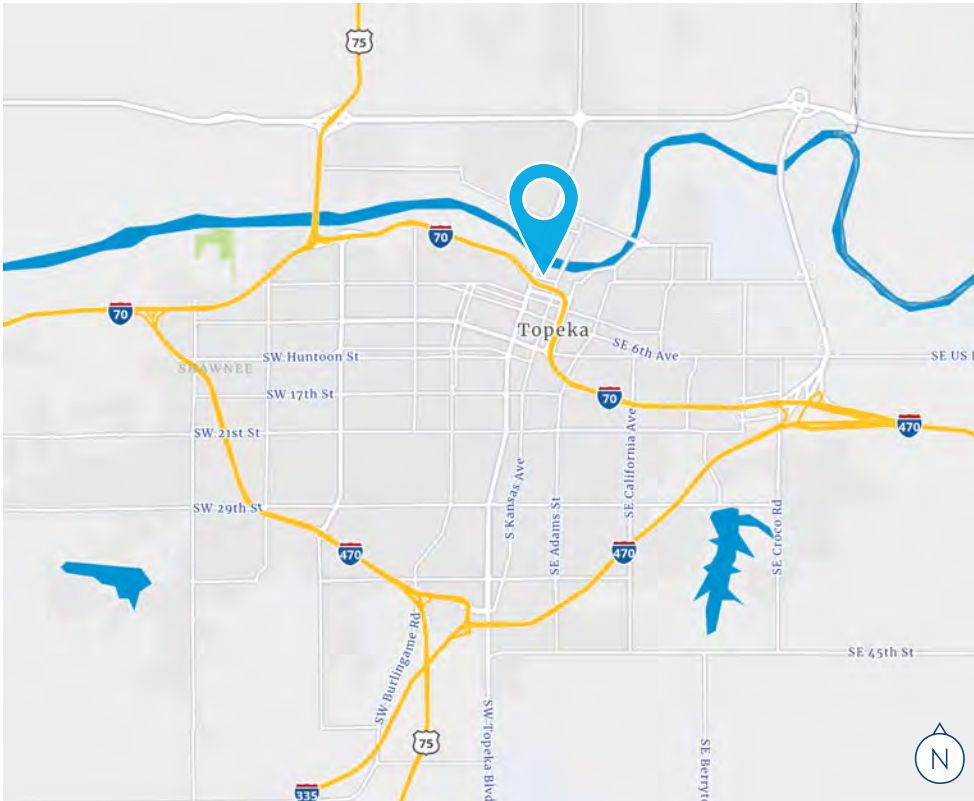 75
70
70
Topeka
SE 6th Ave
SW Huntoon St
SE US
SHAWNEE
SW 17th St
70
470
SW 21st St
SE California Ave
S Kansas Ave
SW 29th St
SE Adams St
SE Croco Rd
470
470
SW Burlingame Rd
SE 45th St
SW Topeka Blvd
75
SE Berryto
N
335